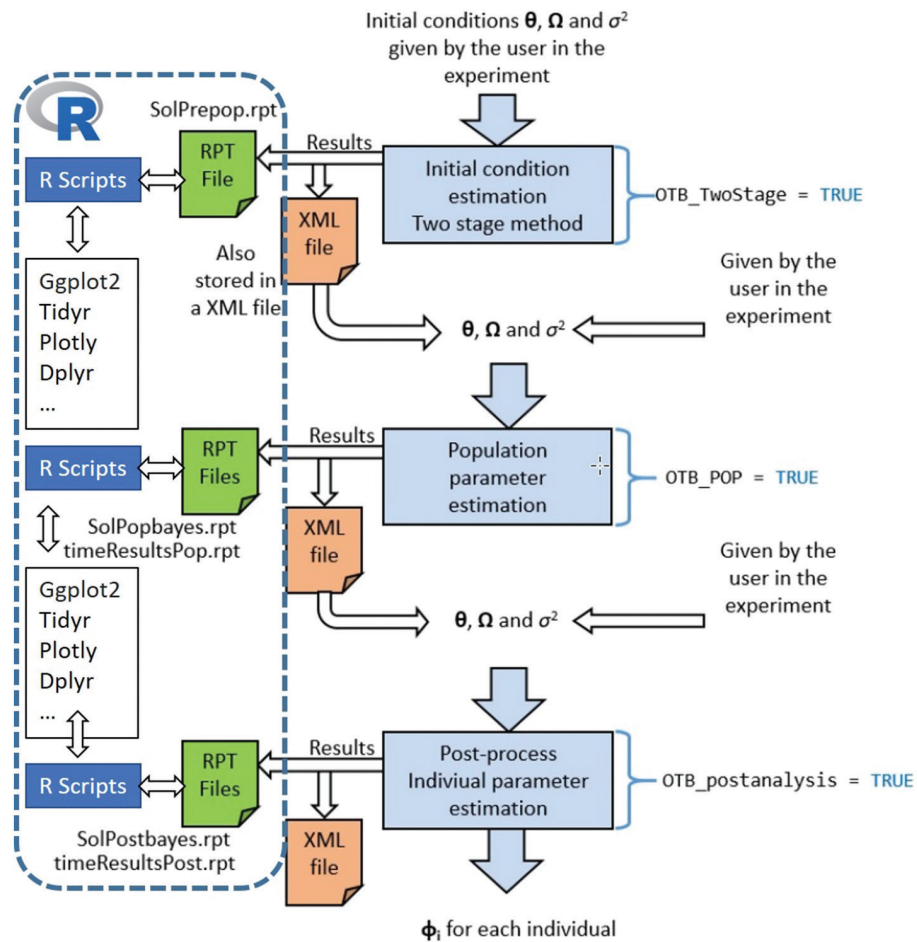 Initial conditions θ, Ω and σ²
given by the user in the
experiment
R
SolPrepop.rpt
Results
RPT
File
R Scripts
Initial condition
estimation
Two stage method
OTB_TwoStage = TRUE
XML
file
Also
stored in
a XML file
Given by the
user in the
experiment
Ggplot2
Tidyr
Plotly
Dplyr
...
θ, Ω and σ²
Results
R Scripts
RPT
Files
Population
parameter
estimation
OTB_POP = TRUE
SolPopbayes.rpt
timeResultsPop.rpt
XML
file
Given by the
user in the
experiment
Ggplot2
Tidyr
Plotly
Dplyr
...
θ, Ω and σ²
Results
R Scripts
RPT
Files
Post-process
Indiviual parameter
estimation
OTB_postanalysis = TRUE
SolPostbayes.rpt
timeResultsPost.rpt
XML
file
ϕi for each individual